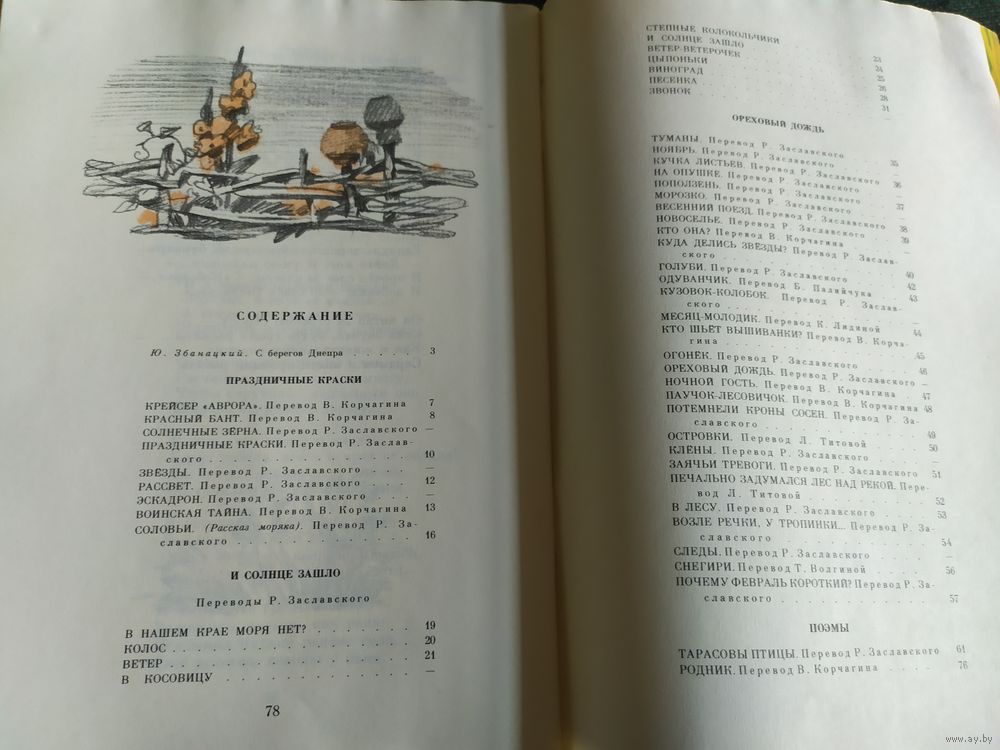 СОДЕРЖАНИЕ
Ю. Збанацкий. С берегов Днепра . . . . . . 3
ПРАЗДНИЧНЫЕ КРАСКИ
КРЕЙСЕР «АВРОРА». Перевод В. Корчагина 7
КРАСНЫЙ БАНТ. Перевод В. Корчагина 8
СОЛНЕЧНЫЕ ЗЁРНА. Перевод Р. Заславского —
ПРАЗДНИЧНЫЕ КРАСКИ. Перевод Р. Заслав-
ского . . . . . . . . . . . . . 10
ЗВЁЗДЫ. Перевод Р. Заславского . . . —
РАССВЕТ. Перевод Р. Заславского . . . 12
ЭСКАДРОН. Перевод Р. Заславского . . . —
ВОИНСКАЯ ТАЙНА. Перевод В. Корчагина 13
СОЛОВЬИ. (Рассказ моряка). Перевод Р. За-
славского . . . . . . . . . . . . 16
И СОЛНЦЕ ЗАШЛО
Переводы Р. Заславского
В НАШЕМ КРАЕ МОРЯ НЕТ? . . . . . . . 19
КОЛОС . . . . . . . . . . . . . . . 20
ВЕТЕР . . . . . . . . . . . . . . . 21
В КОСОВИЦУ . . . . . . . . . . . . —
78
СТЕПНЫЕ КОЛОКОЛЬЧИКИ
И СОЛНЦЕ ЗАШЛО . . . . . . . 23
ВЕТЕР-ВЕТЕРОЧЕК . . . . . . . 24
ЦЫПОНЬКИ . . . . . . . 25
ВИНОГРАД . . . . . . . 26
ПЕСЕНКА . . . . . . . 28
ЗВОНОК . . . . . . . 31
ОРЕХОВЫЙ ДОЖДЬ
ТУМАНЫ. Перевод Р. Заславского . . . 35
НОЯБРЬ. Перевод Р. Заславского . . .
КУЧКА ЛИСТЬЕВ. Перевод Р. Заславского 36
НА ОПУШКЕ. Перевод Р. Заславского . .
ПОПОЛЗЕНЬ. Перевод Р. Заславского . . 37
МОРОЗКО. Перевод Р. Заславского . . .
ВЕСЕННИЙ ПОЕЗД. Перевод Р. Заславского 38
НОВОСЕЛЬЕ. Перевод Р. Заславского . . 39
КТО ОНА? Перевод В. Корчагина . . .
КУДА ДЕЛИСЬ ЗВЁЗДЫ? Перевод Р. Заслав-
ского . . . . . . . . . . . . 40
ГОЛУБИ. Перевод Р. Заславского . . . 42
ОДУВАНЧИК. Перевод Б. Палийчука . . 43
КУЗОВОК-КОЛОБОК. Перевод Р. Заслав-
ского . . . . . . . . . . . .
МЕСЯЦ-МОЛОДИК. Перевод К. Лидиной 44
КТО ШЬЁТ ВЫШИВАНКИ? Перевод В. Корча-
гина . . . . . . . . . . . . 45
ОГОНЁК. Перевод Р. Заславского . . . 46
ОРЕХОВЫЙ ДОЖДЬ. Перевод Р. Заславского —
НОЧНОЙ ГОСТЬ. Перевод В. Корчагина . 47
ПАУЧОК-ЛЕСОВИЧОК. Перевод В. Корчагина 48
ПОТЕМНЕЛИ КРОНЫ СОСЕН. Перевод Р. За-
славского . . . . . . . . . . . 49
ОСТРОВКИ. Перевод Л. Титовой . . . 50
КЛЁНЫ. Перевод Р. Заславского . . . —
ЗАЯЧЬИ ТРЕВОГИ. Перевод Р. Заславского 51
ПЕЧАЛЬНО ЗАДУМАЛСЯ ЛЕС НАД РЕКОЙ. Пере-
вод Л. Титовой . . . . . . . . . 52
В ЛЕСУ. Перевод Р. Заславского . . . 53
ВОЗЛЕ РЕЧКИ, У ТРОПИНКИ... Перевод Р. За-
славского . . . . . . . . . . . 54
СЛЕДЫ. Перевод Р. Заславского . . . . —
СНЕГИРИ. Перевод Т. Волгиной . . . . 56
ПОЧЕМУ ФЕВРАЛЬ КОРОТКИЙ? Перевод Р. За-
славского . . . . . . . . . . . 57
ПОЭМЫ
ТАРАСОВЫ ПТИЦЫ. Перевод Р. Заславского 61
РОДНИК. Перевод В. Корчагина . . . . 76
www.ay.by